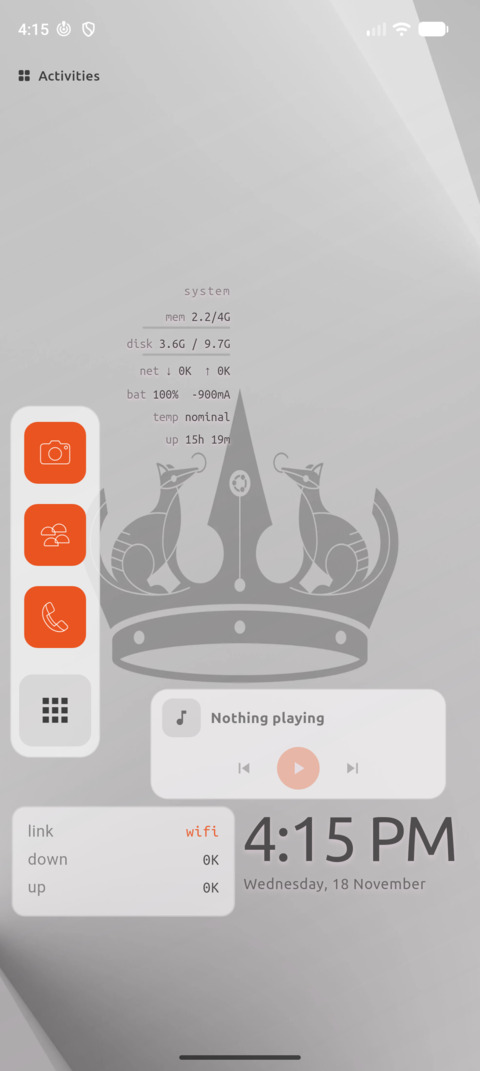 4:15
Activities
system
mem 2.2/4G
disk 3.6G / 9.7G
net ↓ 0K ↑ 0K
bat 100% -900mA
temp nominal
up 15h 19m
Nothing playing
link wifi
down 0K
up 0K
4:15 PM
Wednesday, 18 November